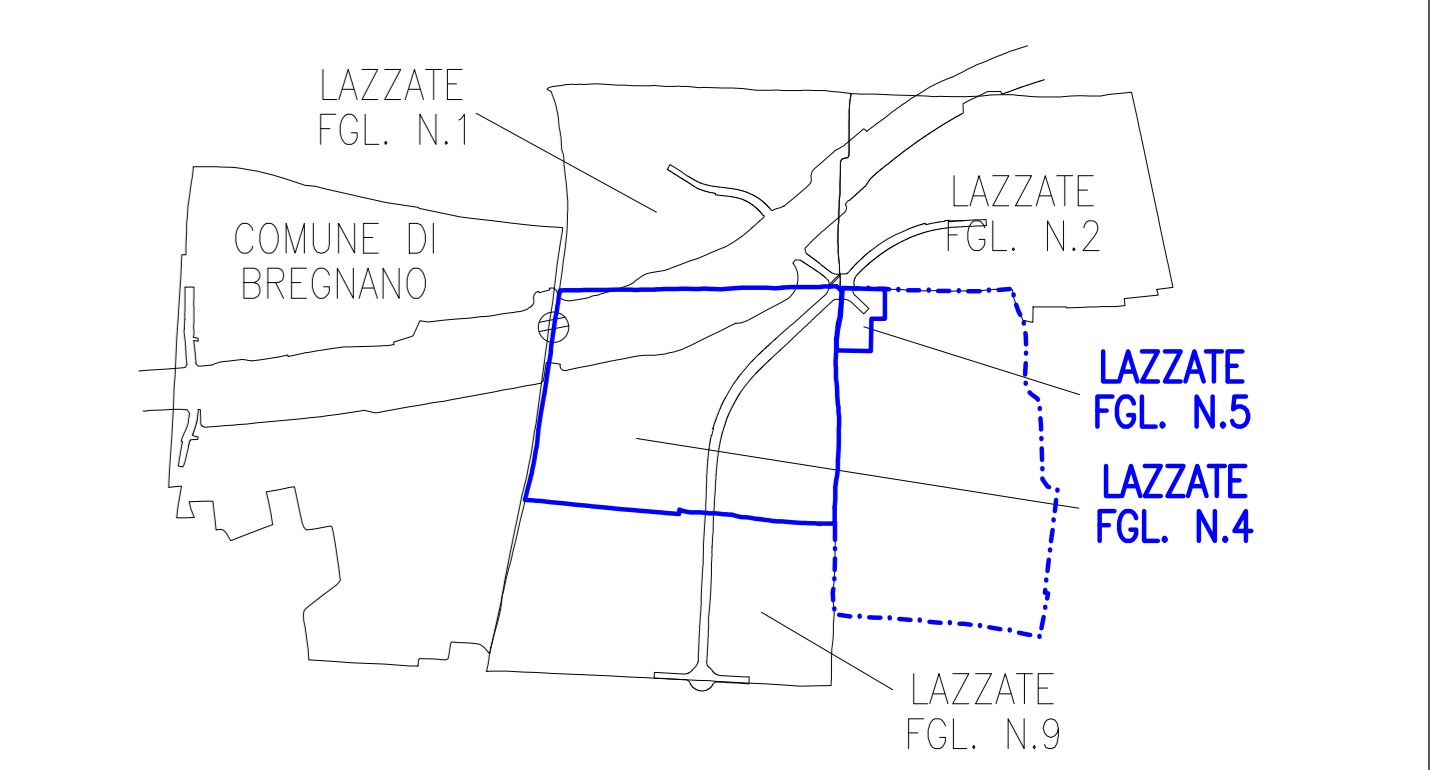 LAZZATE
FGL. N.1
LAZZATE
FGL. N.2
COMUNE DI
BREGNANO
LAZZATE
FGL. N.5
LAZZATE
FGL. N.4
LAZZATE
FGL. N.9